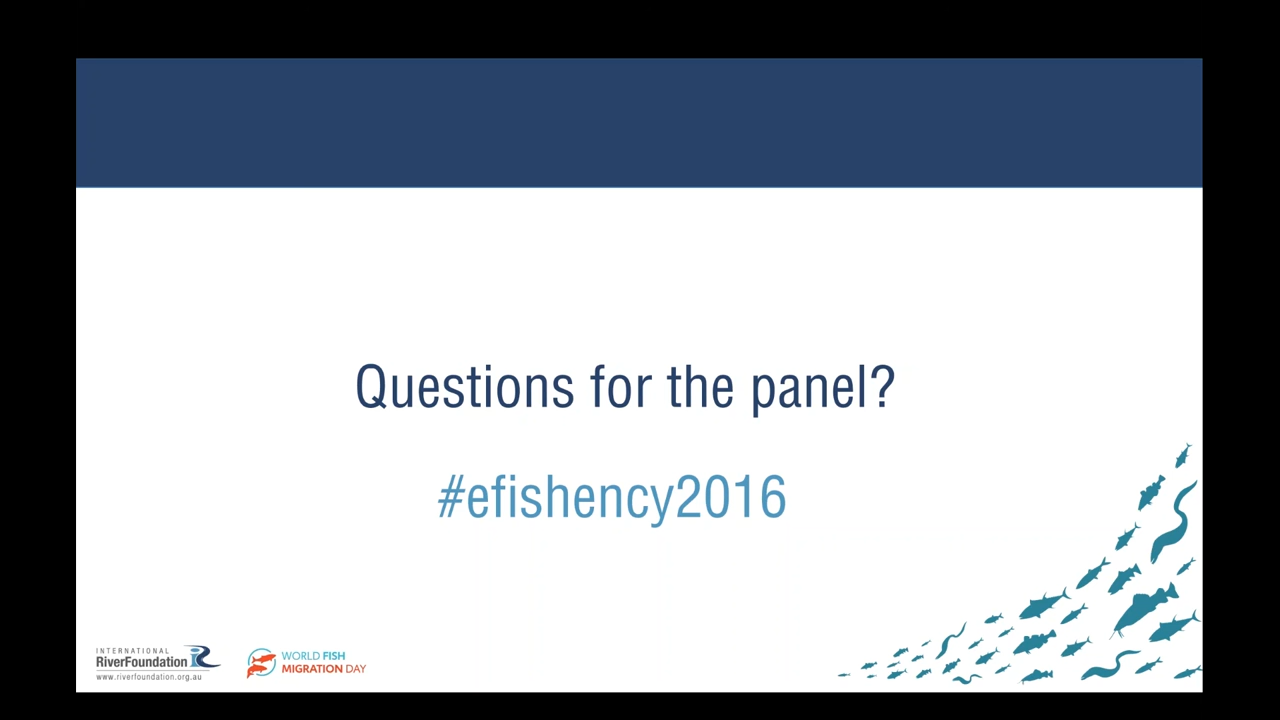 Questions for the panel?
#efishency2016
INTERNATIONAL
RiverFoundation
www.riverfoundation.org.au
WORLD FISH
MIGRATION DAY